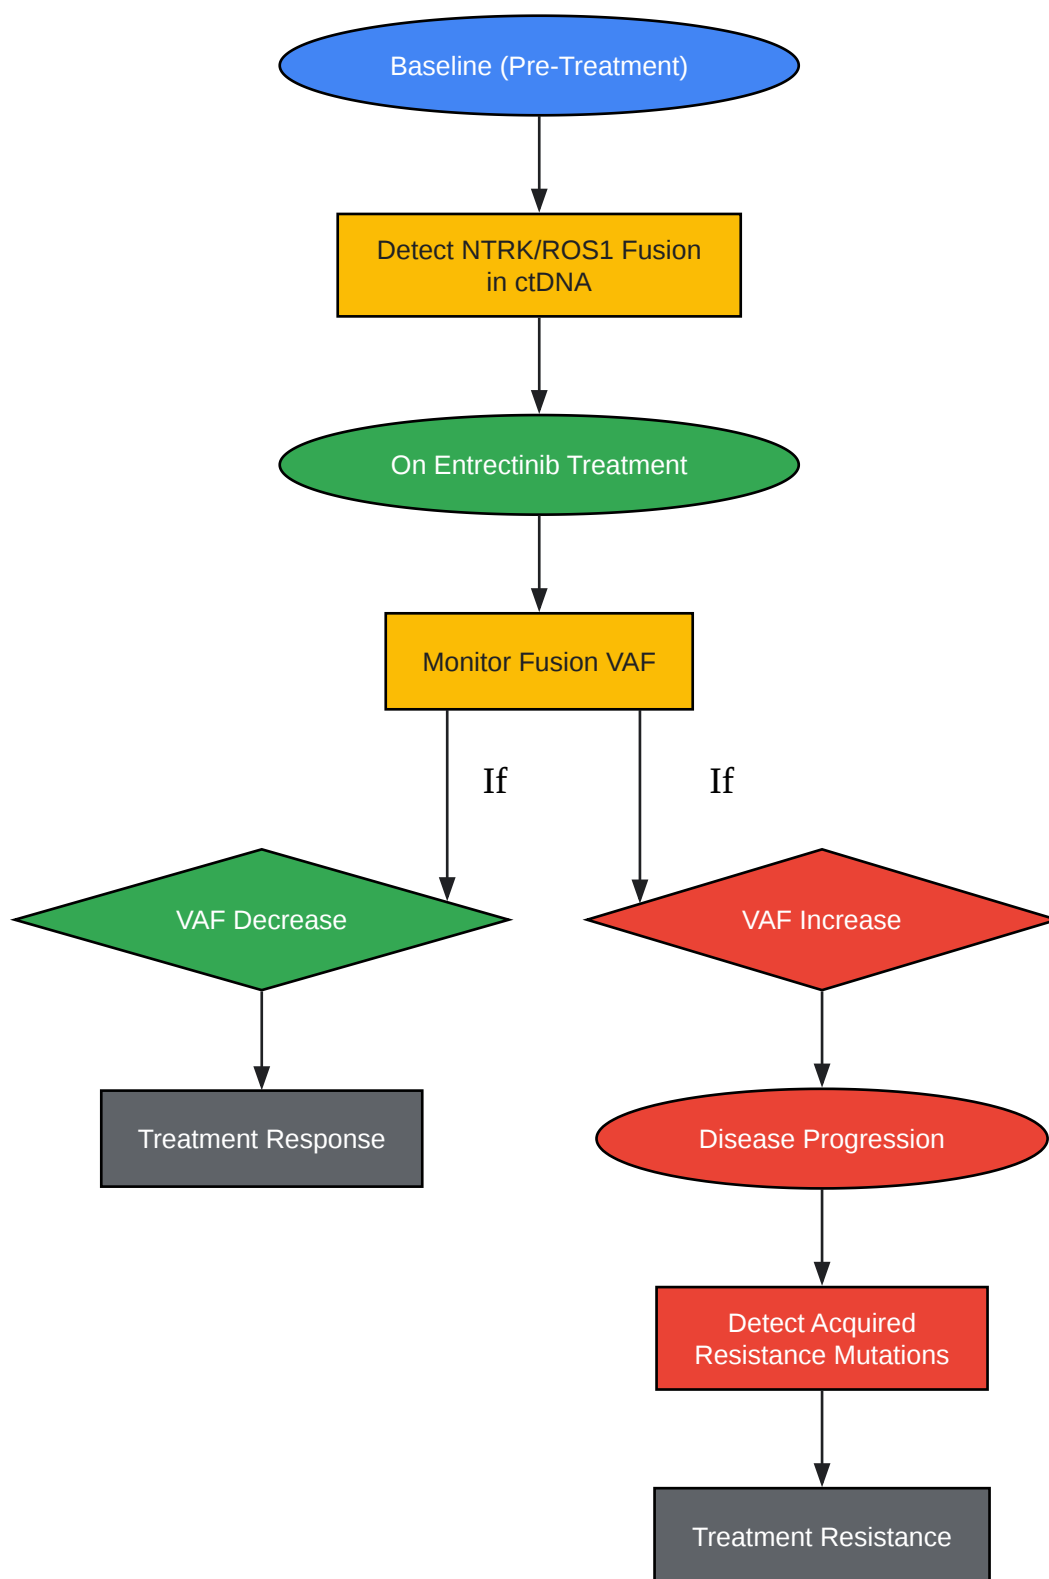 Baseline (Pre-Treatment)
Detect NTRK/ROS1 Fusion
in ctDNA
On Entrectinib Treatment
Monitor Fusion VAF
If
If
VAF Decrease
VAF Increase
Treatment Response
Disease Progression
Detect Acquired
Resistance Mutations
Treatment Resistance